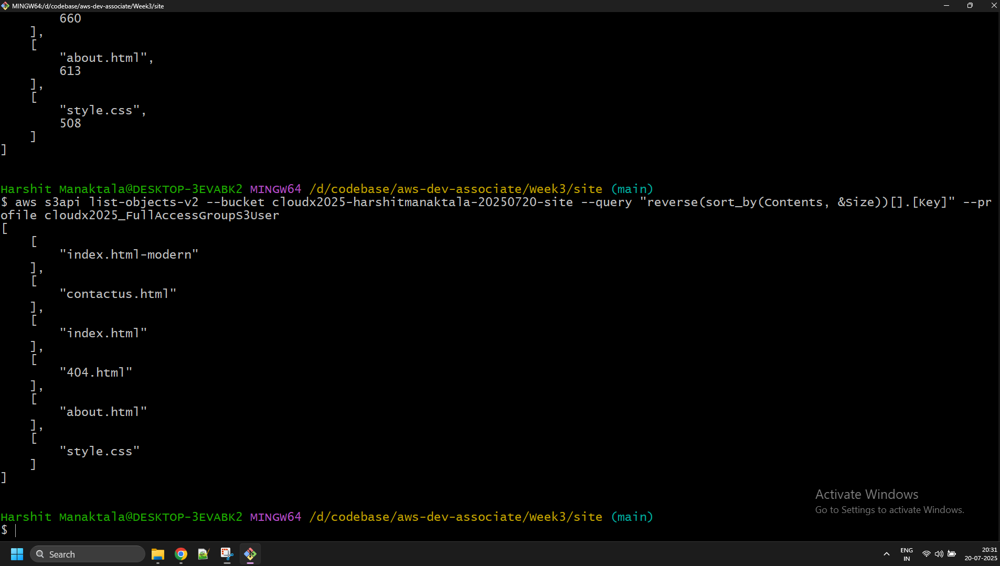 MINGW64:/d/codebase/aws-dev-associate/Week3/site
660
],
[
"about.html",
613
],
[
"style.css",
508
]
]
Harshit Manaktala@DESKTOP-3EVABK2 MINGW64 /d/codebase/aws-dev-associate/Week3/site (main)
$ aws s3api list-objects-v2 --bucket cloudx2025-harshitmanaktala-20250720-site --query "reverse(sort_by(Contents, &Size))[].[Key]" --pr
ofile cloudx2025_FullAccessGroupS3User
[
[
"index.html-modern"
],
[
"contactus.html"
],
[
"index.html"
],
[
"404.html"
],
[
"about.html"
],
[
"style.css"
]
]
Activate Windows
Go to Settings to activate Windows.
Harshit Manaktala@DESKTOP-3EVABK2 MINGW64 /d/codebase/aws-dev-associate/Week3/site (main)
$
Search
ENG
IN
20:31
20-07-2025